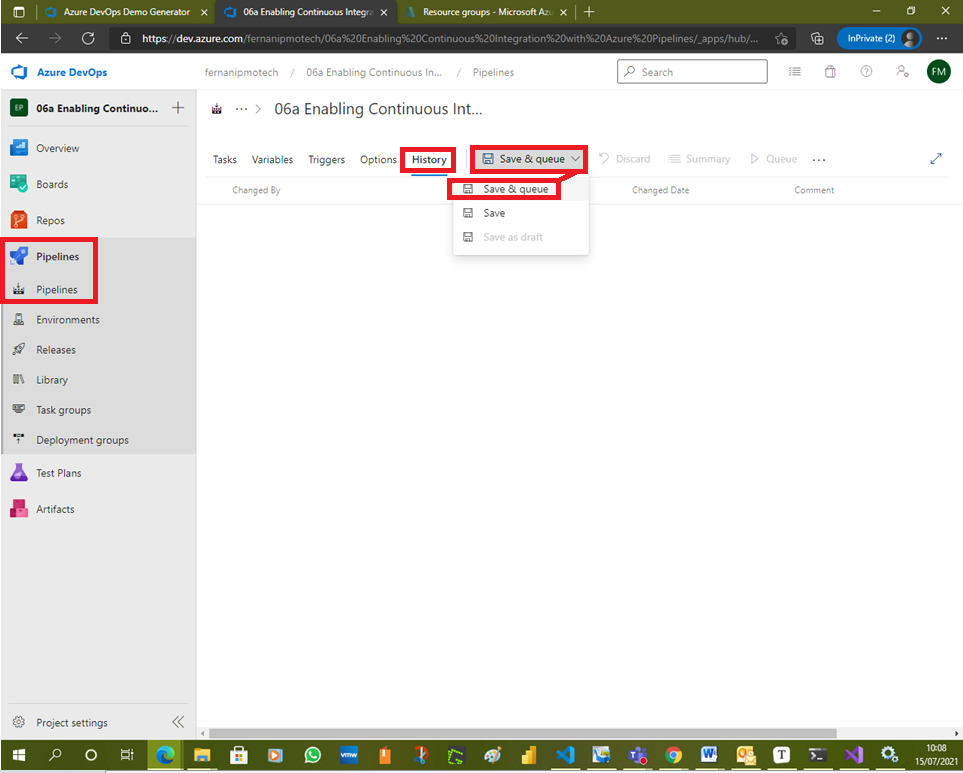 Azure DevOps Demo Generator
06a Enabling Continuous Integra
Resource groups - Microsoft Azu
https://dev.azure.com/fernanipmotech/06a%20Enabling%20Continuous%20Integration%20with%20Azure%20Pipelines/_apps/hub/...
InPrivate (2)
Azure DevOps
fernanipmotech / 06a Enabling Continuous In... / Pipelines
Search
FM
EP
06a Enabling Continuo...
06a Enabling Continuous Int...
Overview
Boards
Repos
Pipelines
Pipelines
Environments
Releases
Library
Task groups
Deployment groups
Test Plans
Artifacts
Project settings
Tasks Variables Triggers Options History Save & queue Discard Summary Queue ...
Changed By Changed Date Comment
Save & queue
Save
Save as draft
vmw
10:08
15/07/2021